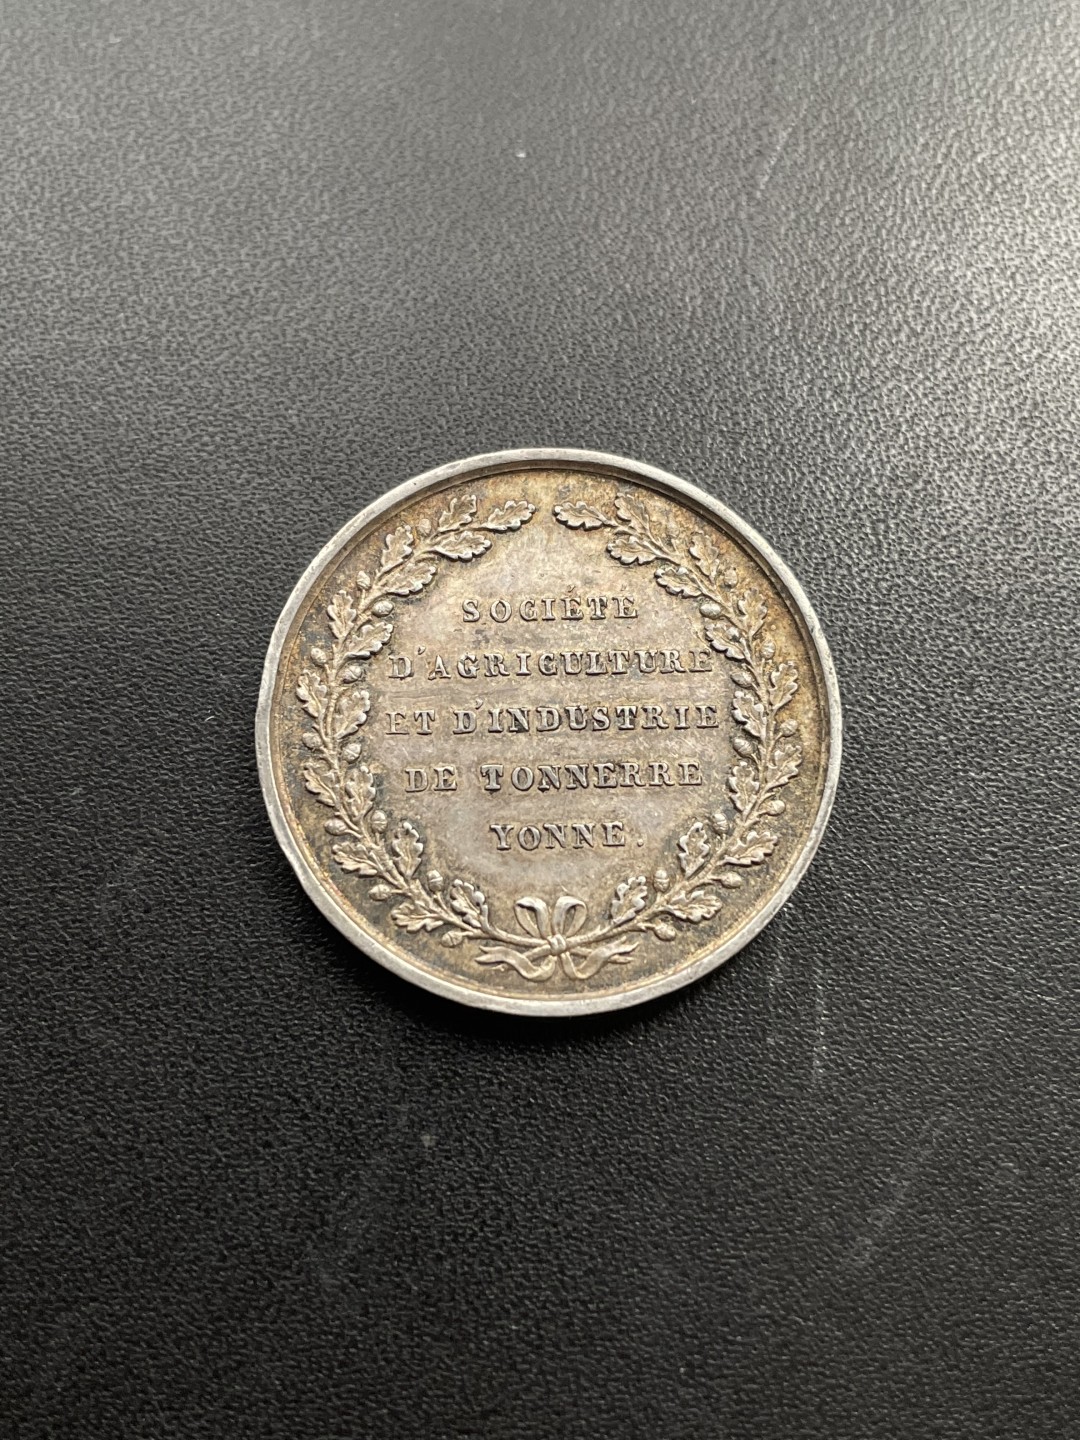 SOCIÉTÉ
D'AGRICULTURE
ET D'INDUSTRIE
DE TONNERRE
YONNE.